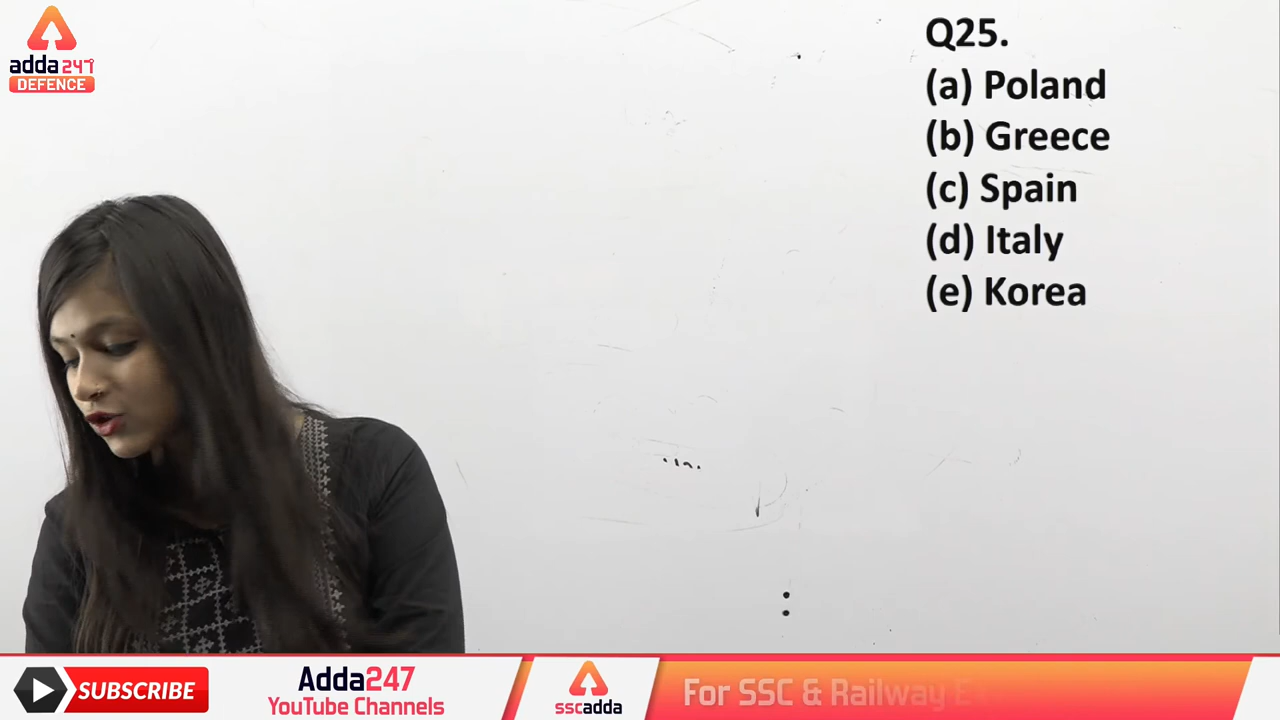 adda247
DEFENCE
Q25.
(a) Poland
(b) Greece
(c) Spain
(d) Italy
(e) Korea
SUBSCRIBE
Adda247
YouTube Channels
sscadda
For SSC & Railway